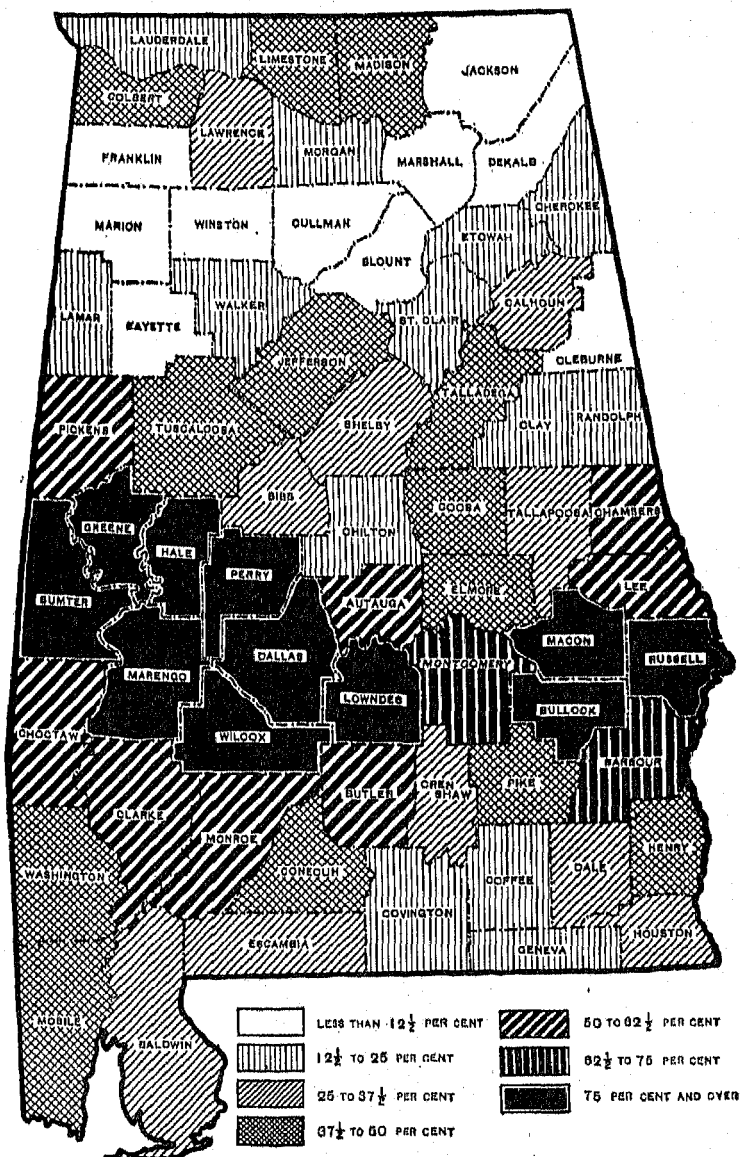 LAUDERDALE
LIMESTONE
MADISON
JACKSON
COLBERT
LAWRENCE
FRANKLIN
MORGAN
MARSHALL
DEKALB
CHEROKEE
MARION
WINSTON
CULLMAN
ETOWAH
BLOUNT
CALHOUN
LAMAR
WALKER
FAYETTE
ST. CLAIR
JEFFERSON
CLEBURNE
TALLADEGA
PICKENS
TUSCALOOSA
SHELBY
CLAY
RANDOLPH
BIBB
GREENE
COOSA
TALLAPOOSA
CHAMBERS
CHILTON
HALE
PERRY
SUMTER
ELMORE
LEE
AUTAUGA
MACON
DALLAS
MONTGOMERY
RUSSELL
MARENGO
LOWNDES
BULLOCK
CHOCTAW
WILCOX
BARBOUR
BUTLER
CREN
SHAW
PIKE
CLARKE
MONROE
WASHINGTON
CONECUH
COFFEE
DALE
HENRY
COVINGTON
ESCAMBIA
GENEVA
HOUSTON
MOBILE
BALDWIN
LESS THAN 12½ PER CENT
12½ TO 25 PER CENT
25 TO 37½ PER CENT
37½ TO 50 PER CENT
50 TO 62½ PER CENT
62½ TO 75 PER CENT
75 PER CENT AND OVER